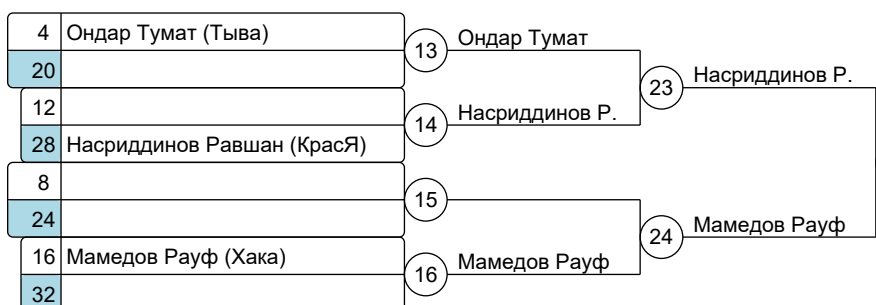 4 Ондар Тумат (Тыва)
20
13 Ондар Тумат
12
28 Насриддинов Равшан (КрасЯ)
14 Насриддинов Р.
23 Насриддинов Р.
8
24
15
16 Мамедов Рауф (Хака)
32
16 Мамедов Рауф
24 Мамедов Рауф